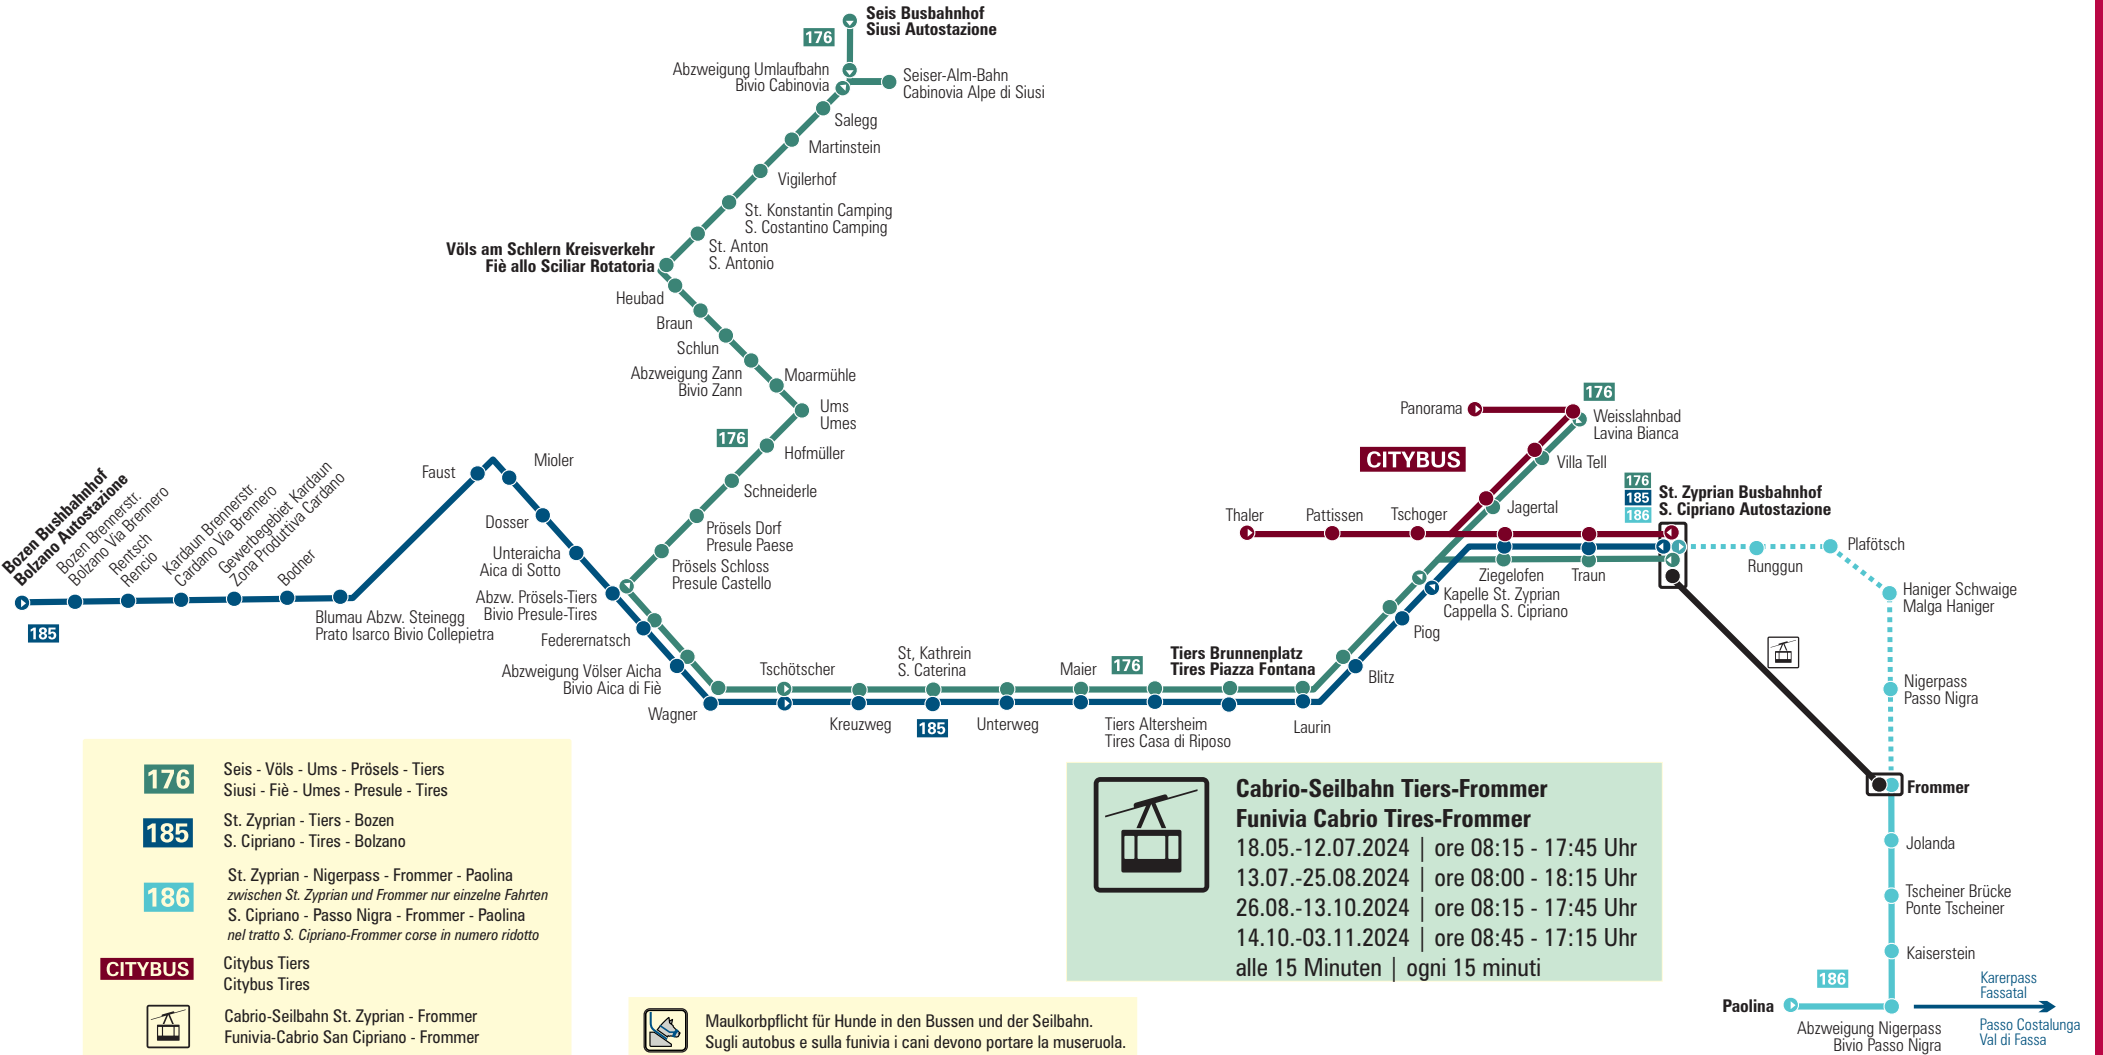 Seis Busbahnhof
Siusi Autostazione
176
Abzweigung Umlaufbahn
Bivio Cabinovia
Seiser-Alm-Bahn
Cabinovia Alpe di Siusi
Salegg
Martinstein
Vigilerhof
St. Konstantin Camping
S. Costantino Camping
St. Anton
S. Antonio
Völs am Schlern Kreisverkehr
Fiè allo Sciliar Rotatoria
Heubad
Braun
Schlun
Abzweigung Zann
Bivio Zann
Moarmühle
Ums
Umes
176
Hofmüller
Schneiderle
Prösels Dorf
Presule Paese
Prösels Schloss
Presule Castello
Bozen Bushbahnhof
Bolzano Autostazione
Bozen Brennerstr.
Bolzano Via Brennero
Rentsch
Rencio
Kardaun Brennerstr.
Cardano Via Brennero
Gewerbegebiet Kardaun
Zona Produttiva Cardano
Bodner
185
Blumau Abzw. Steinegg
Prato Isarco Bivio Collepietra
Faust
Mioler
Dosser
Unteraicha
Aica di Sotto
Abzw. Prösels-Tiers
Bivio Presule-Tires
Federernatsch
Abzweigung Völser Aicha
Bivio Aica di Fiè
Wagner
Tschötscher
Kreuzweg
St, Kathrein
S. Caterina
185
Unterweg
Maier
176
Tiers Altersheim
Tires Casa di Riposo
Tiers Brunnenplatz
Tires Piazza Fontana
Laurin
Blitz
Piog
Kapelle St. Zyprian
Cappella S. Cipriano
Ziegelofen
Traun
Thaler
Pattissen
Tschoger
CITYBUS
Panorama
176
Weisslahnbad
Lavina Bianca
Villa Tell
Jagertal
176
185
186
St. Zyprian Busbahnhof
S. Cipriano Autostazione
Runggun
Plafötsch
Haniger Schwaige
Malga Haniger
Nigerpass
Passo Nigra
Frommer
Jolanda
Tscheiner Brücke
Ponte Tscheiner
Kaiserstein
186
Paolina
Abzweigung Nigerpass
Bivio Passo Nigra
Karerpass
Fassatal
Passo Costalunga
Val di Fassa
176
Seis - Völs - Ums - Prösels - Tiers
Siusi - Fiè - Umes - Presule - Tires
185
St. Zyprian - Tiers - Bozen
S. Cipriano - Tires - Bolzano
186
St. Zyprian - Nigerpass - Frommer - Paolina
zwischen St. Zyprian und Frommer nur einzelne Fahrten
S. Cipriano - Passo Nigra - Frommer - Paolina
nel tratto S. Cipriano-Frommer corse in numero ridotto
CITYBUS
Citybus Tiers
Citybus Tires
Cabrio-Seilbahn St. Zyprian - Frommer
Funivia-Cabrio San Cipriano - Frommer
Maulkorbpflicht für Hunde in den Bussen und der Seilbahn.
Sugli autobus e sulla funivia i cani devono portare la museruola.
Cabrio-Seilbahn Tiers-Frommer
Funivia Cabrio Tires-Frommer
18.05.-12.07.2024 | ore 08:15 - 17:45 Uhr
13.07.-25.08.2024 | ore 08:00 - 18:15 Uhr
26.08.-13.10.2024 | ore 08:15 - 17:45 Uhr
14.10.-03.11.2024 | ore 08:45 - 17:15 Uhr
alle 15 Minuten | ogni 15 minuti